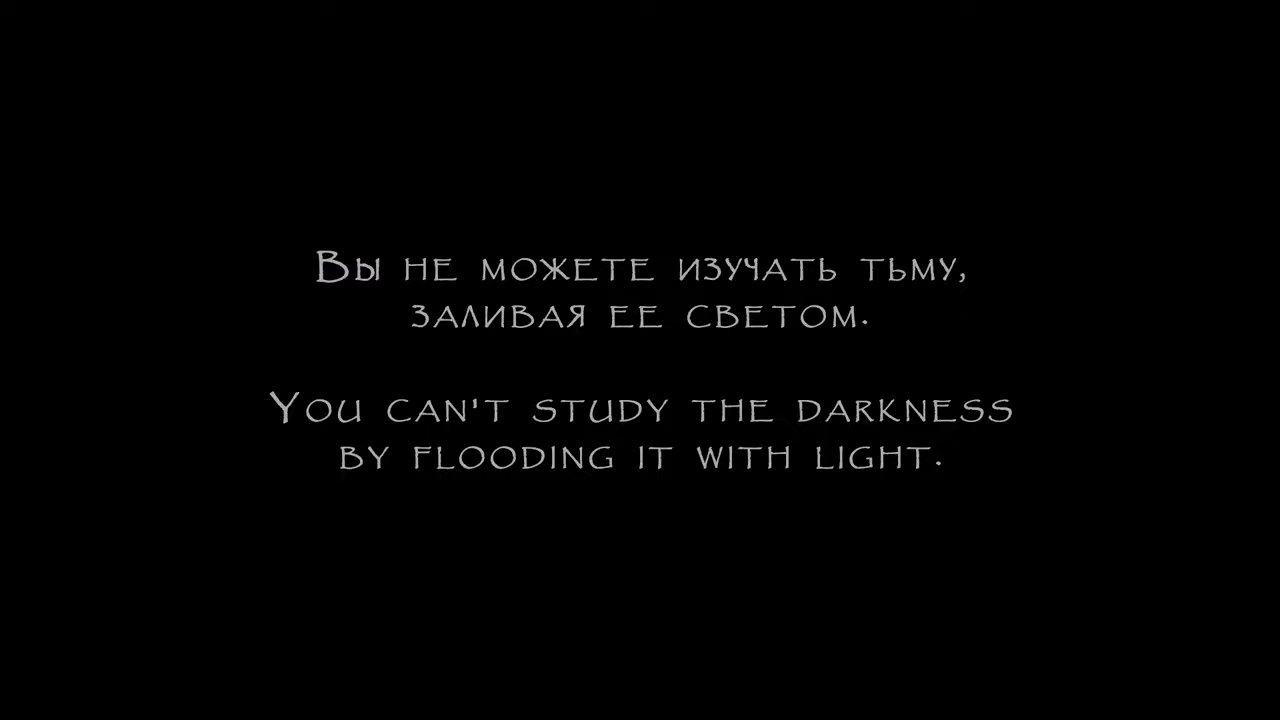 Вы не можете изучать тьму,
заливая ее светом.
You can't study the darkness
by flooding it with light.